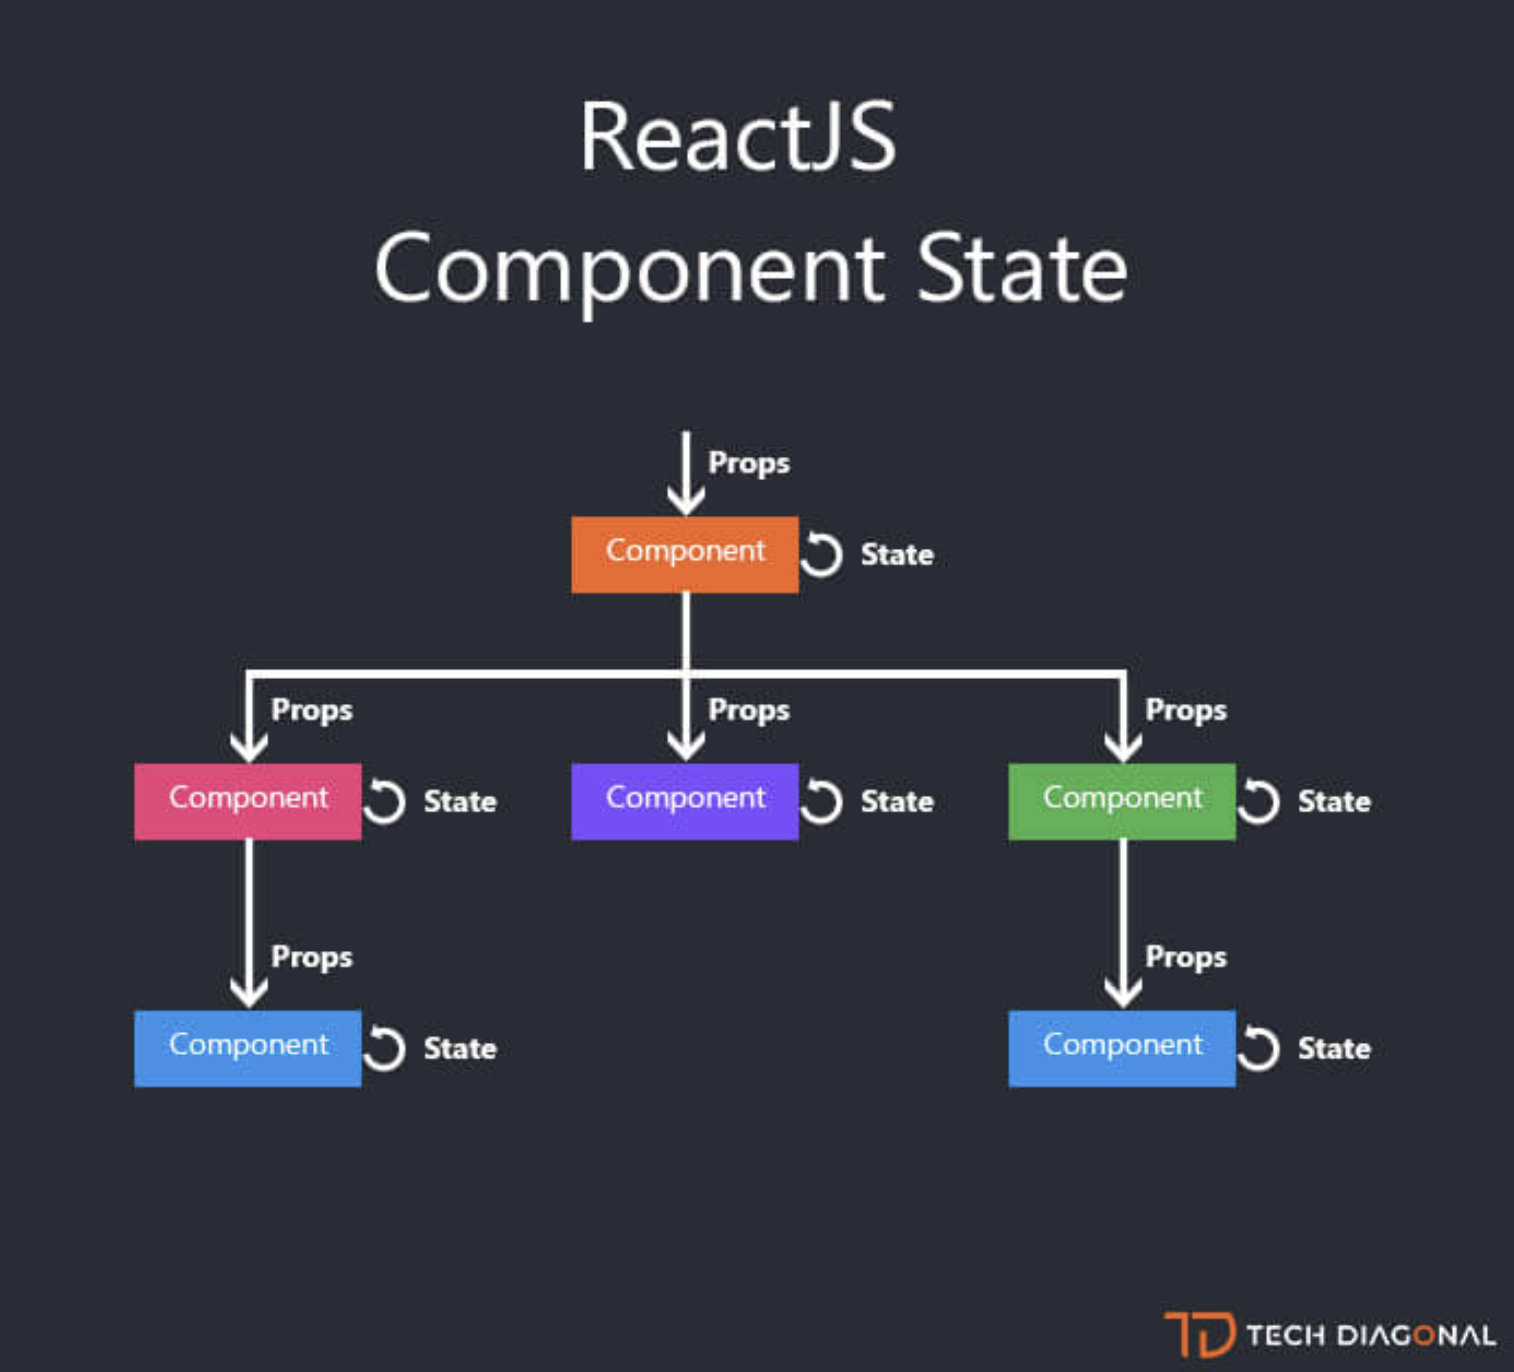 ReactJS
Component State
Props
Component State
Props Props Props
Component State Component State Component State
Props Props
Component State Component State
TD TECH DIAGONAL